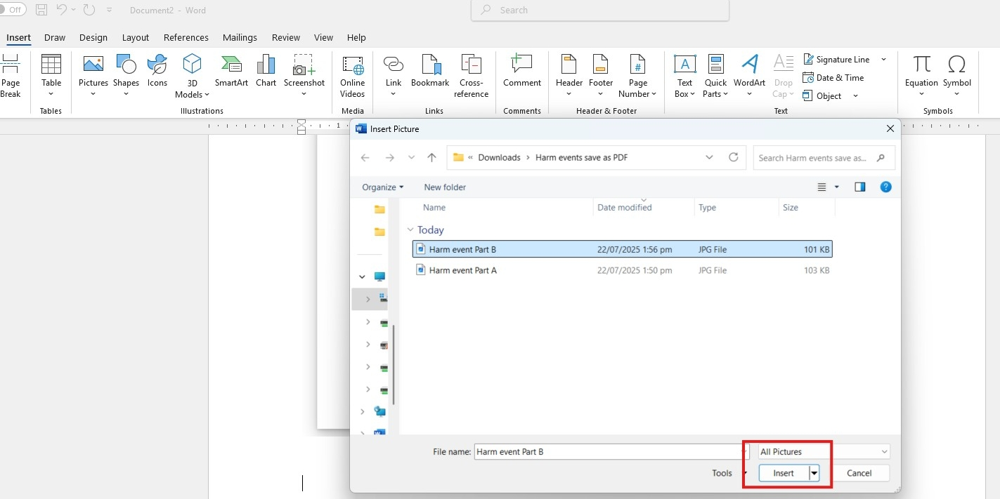 Off Document2 - Word Search
Insert Draw Design Layout References Mailings Review View Help
Page Break
Table
Pictures
Shapes
Icons
3D Models
SmartArt
Chart
Screenshot
Online Videos
Link
Bookmark
Cross-reference
Comment
Header
Footer
Page Number
Text Box
Quick Parts
WordArt
Drop Cap
Signature Line
Date & Time
Object
Equation
Symbol
Tables Illustrations Media Links Comments Header & Footer Text Symbols
1
Insert Picture
« Downloads > Harm events save as PDF Search Harm events save as...
Organize New folder
Name Date modified Type Size
Today
Harm event Part B 22/07/2025 1:56 pm JPG File 101 KB
Harm event Part A 22/07/2025 1:50 pm JPG File 103 KB
File name: Harm event Part B All Pictures
Tools Insert Cancel